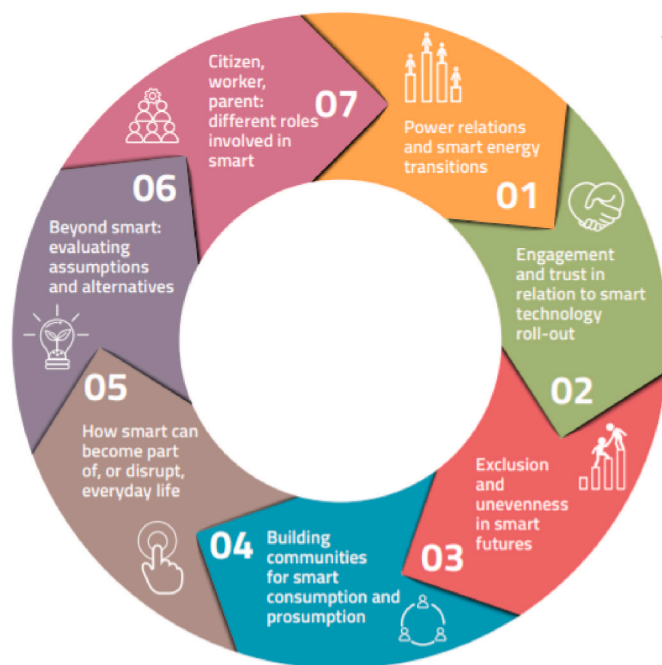 Power relations
and smart energy
transitions
01
Engagement
and trust in
relation to smart
technology
roll-out
02
Exclusion
and
unevenness
in smart
futures
03
04
Building
communities
for smart
consumption and
prosumption
05
How smart can
become part
of, or disrupt,
everyday life
06
Beyond smart:
evaluating
assumptions
and alternatives
Citizen,
worker,
parent:
different roles
involved in
smart
07